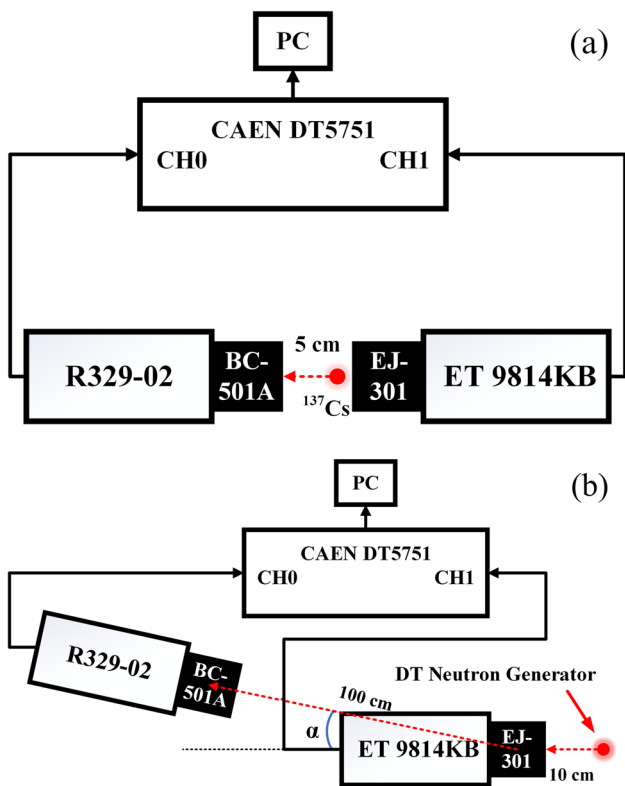 (a)
PC
CAEN DT5751
CH0 CH1
5 cm
R329-02
BC-
501A
¹³⁷Cs
EJ-
301
ET 9814KB
(b)
PC
CAEN DT5751
CH0 CH1
R329-02
BC-
501A
100 cm
α
DT Neutron Generator
ET 9814KB
EJ-
301
10 cm